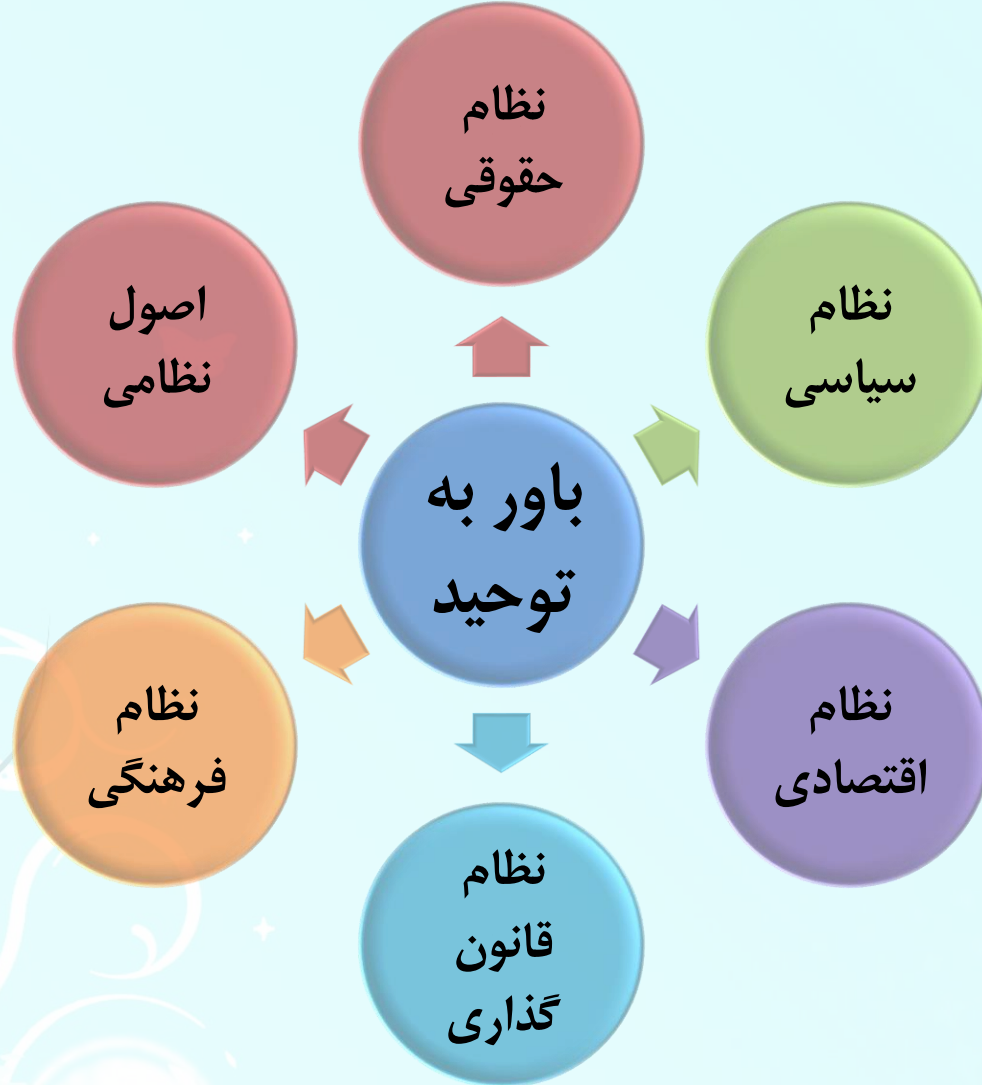 نظام
حقوقی
نظام
سیاسی
اصول
نظامی
باور به
توحید
نظام
اقتصادی
نظام
فرهنگی
نظام
قانون
گذاری